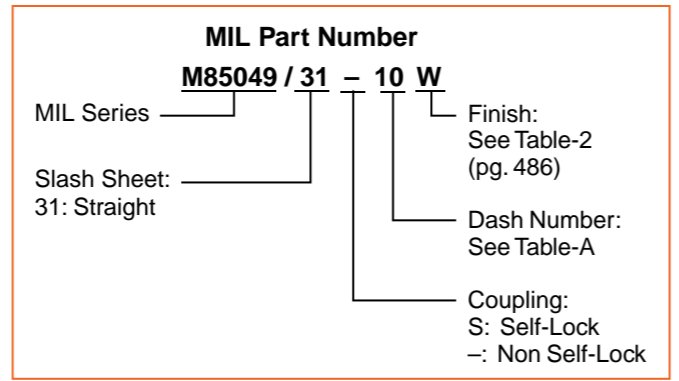 MIL Part Number
M85049 / 31 – 10 W
MIL Series
Finish:
See Table-2
(pg. 486)
Slash Sheet:
31: Straight
Dash Number:
See Table-A
Coupling:
S: Self-Lock
–: Non Self-Lock